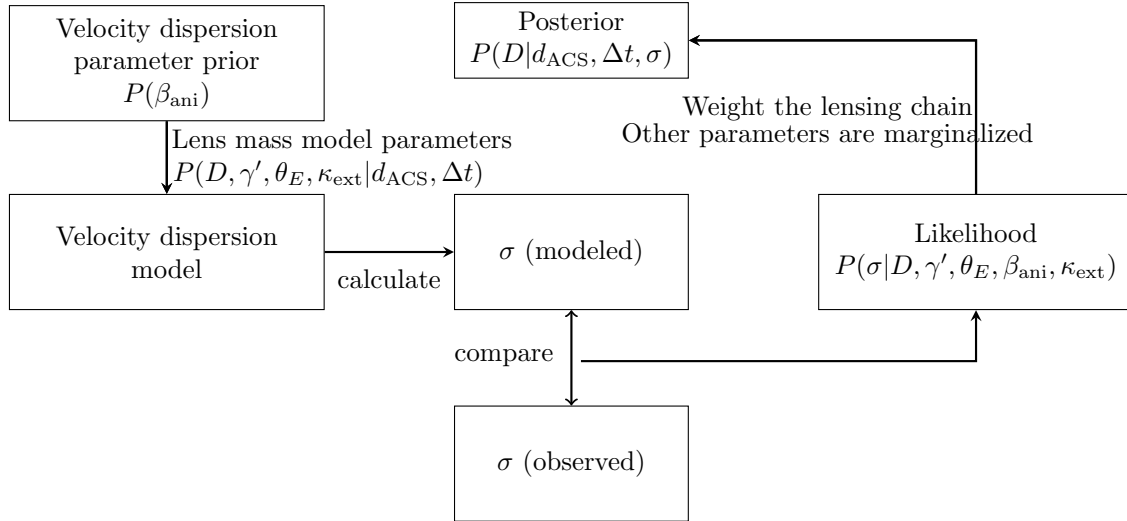 Velocity dispersion
parameter prior
P(β_ani)
Posterior
P(D|d_ACS, Δt, σ)
Lens mass model parameters
P(D, γ′, θ_E, κ_ext|d_ACS, Δt)
Weight the lensing chain
Other parameters are marginalized
Velocity dispersion
model
calculate
σ (modeled)
Likelihood
P(σ|D, γ′, θ_E, β_ani, κ_ext)
compare
σ (observed)